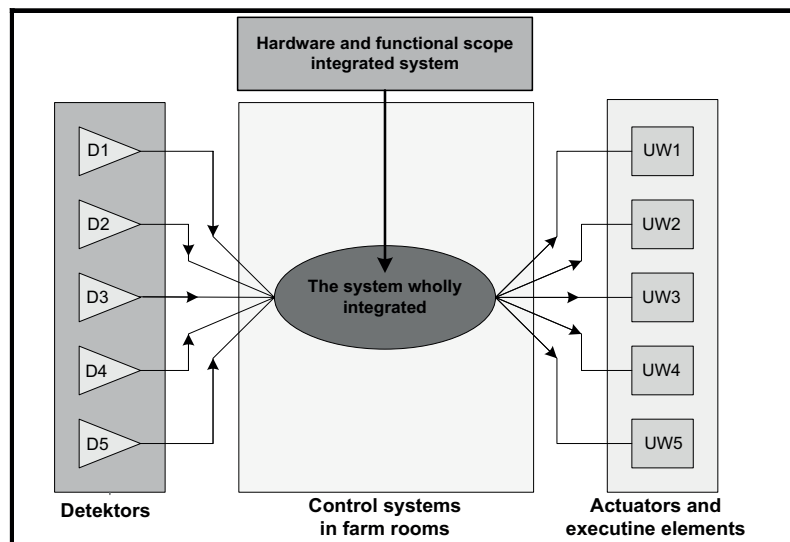 Hardware and functional scope
integrated system
D1
D2
D3
D4
D5
The system wholly
integrated
UW1
UW2
UW3
UW4
UW5
Detektors
Control systems
in farm rooms
Actuators and
executine elements